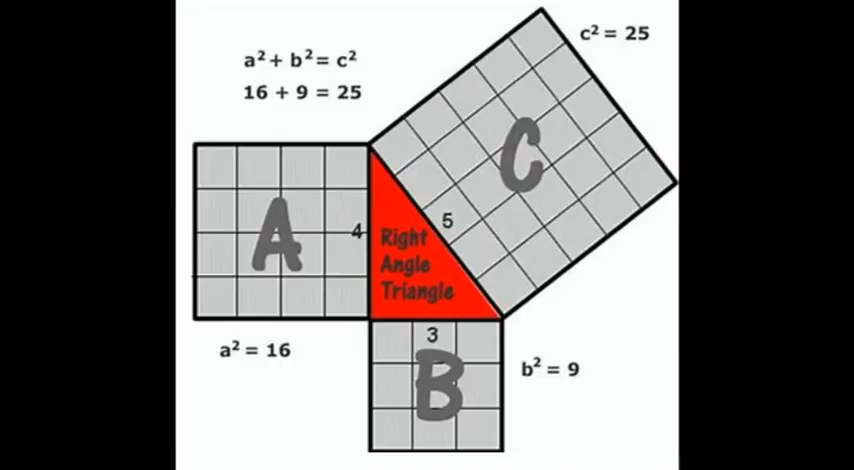 a² + b² = c²
16 + 9 = 25
c² = 25
C
A
4
5
Right
Angle
Triangle
3
B
a² = 16
b² = 9